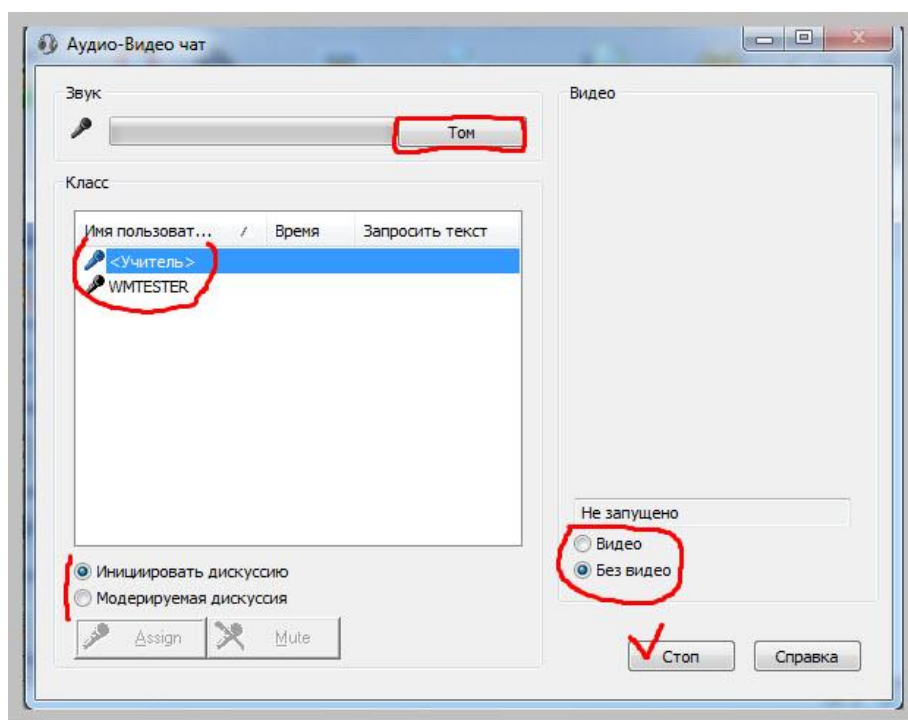 Аудио-Видео чат
Звук
Том
Класс
Имя пользоват... / Время Запросить текст
<Учитель>
WMTESTER
Инициировать дискуссию
Модерируемая дискуссия
Assign Mute
Видео
Не запущено
Видео
Без видео
Стоп Справка